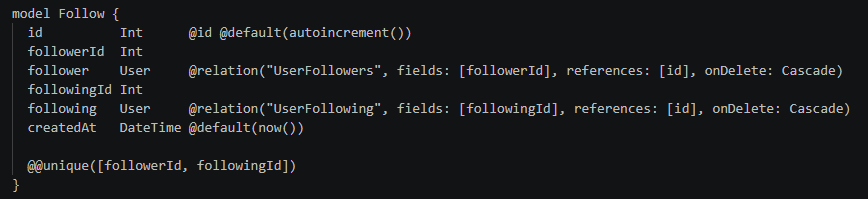 model Follow {
  id          Int      @id @default(autoincrement())
  followerId  Int
  follower    User     @relation("UserFollowers", fields: [followerId], references: [id], onDelete: Cascade)
  followingId Int
  following   User     @relation("UserFollowing", fields: [followingId], references: [id], onDelete: Cascade)
  createdAt   DateTime @default(now())

  @@unique([followerId, followingId])
}